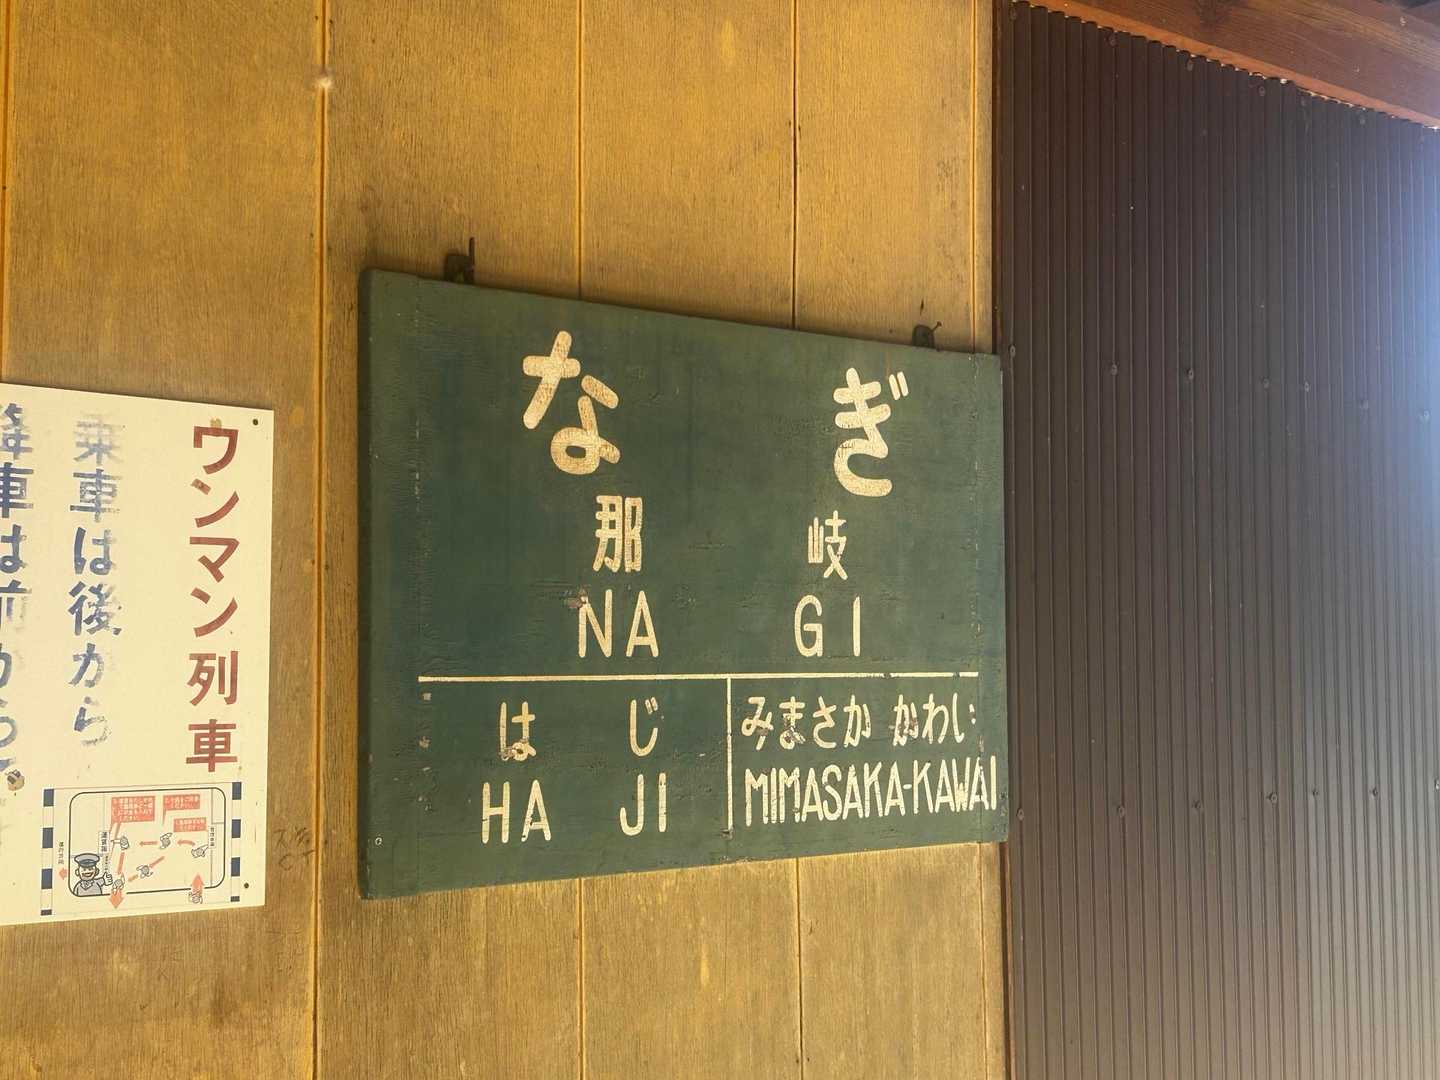 な ぎ
那 岐
NA GI
は じ
HA JI
みまさか かわい
MIMASAKA-KAWAI
ワンマン列車
乗車は後から
降車は前から